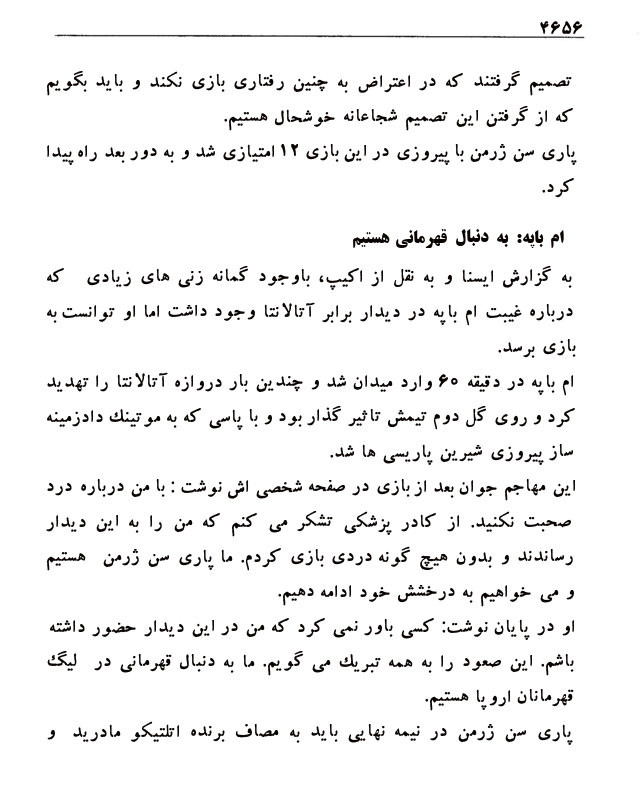 ۴۶۵۶
تصمیم گرفتند که در اعتراض به چنین رفتاری بازی نکند و باید بگویم
که از گرفتن این تصمیم شجاعانه خوشحال هستیم.
پاری سن ژرمن با پیروزی در این بازی ۱۲ امتیازی شد و به دور بعد راه پیدا
کرد.
ام باپه: به دنبال قهرمانی هستیم
به گزارش ایسنا و به نقل از اکیپ، باوجود گمانه زنی های زیادی که
درباره غیبت ام باپه در دیدار برابر آتالانتا وجود داشت اما او توانست به
بازی برسد.
ام باپه در دقیقه ۶۰ وارد میدان شد و چندین بار دروازه آتالانتا را تهدید
کرد و روی گل دوم تیمش تاثیر گذار بود و با پاسی که به موتینك دادزمینه
ساز پیروزی شیرین پاریسی ها شد.
این مهاجم جوان بعد از بازی در صفحه شخصی اش نوشت : با من درباره درد
صحبت نکنید. از کادر پزشکی تشکر می کنم که من را به این دیدار
رساندند و بدون هیچ گونه دردی بازی کردم. ما پاری سن ژرمن هستیم
و می خواهیم به درخشش خود ادامه دهیم.
او در پایان نوشت: کسی باور نمی کرد که من در این دیدار حضور داشته
باشم. این صعود را به همه تبریك می گویم. ما به دنبال قهرمانی در لیگ
قهرمانان اروپا هستیم.
پاری سن ژرمن در نیمه نهایی باید به مصاف برنده اتلتیکو مادرید و